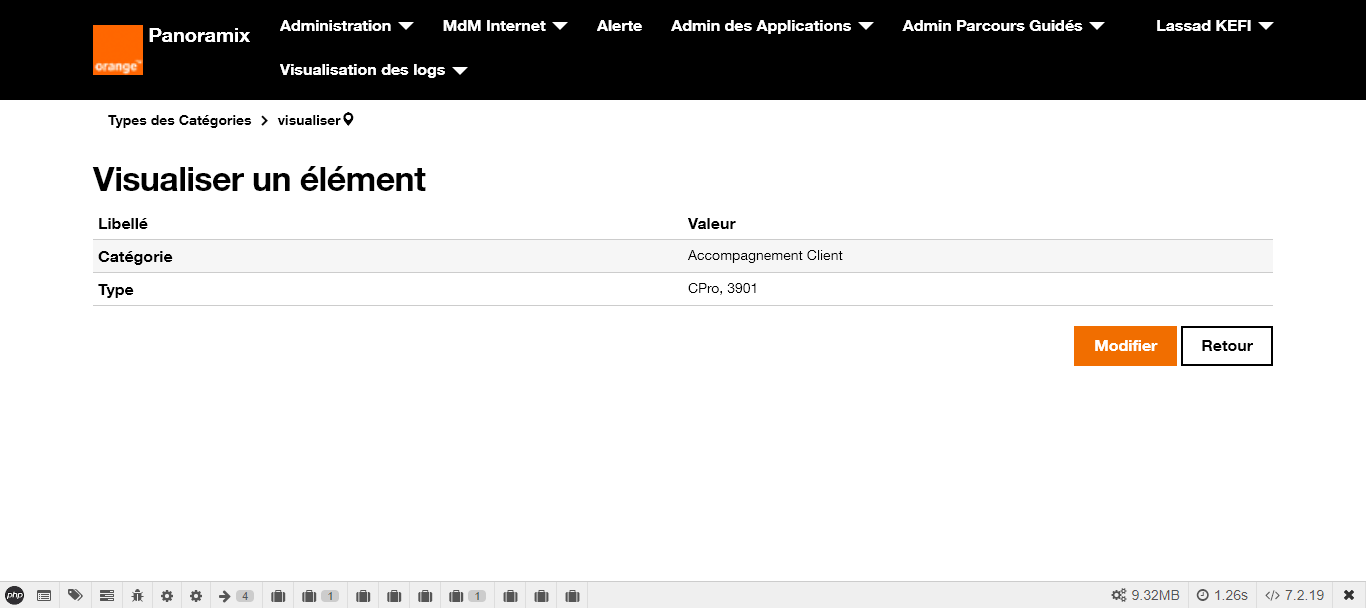 Panoramix
orange™
Administration MdM Internet Alerte Admin des Applications Admin Parcours Guidés Lassad KEFI
Visualisation des logs
Types des Catégories > visualiser
Visualiser un élément
Libellé Valeur
Catégorie Accompagnement Client
Type CPro, 3901
Modifier Retour
php 4 1 1 9.32MB 1.26s </> 7.2.19